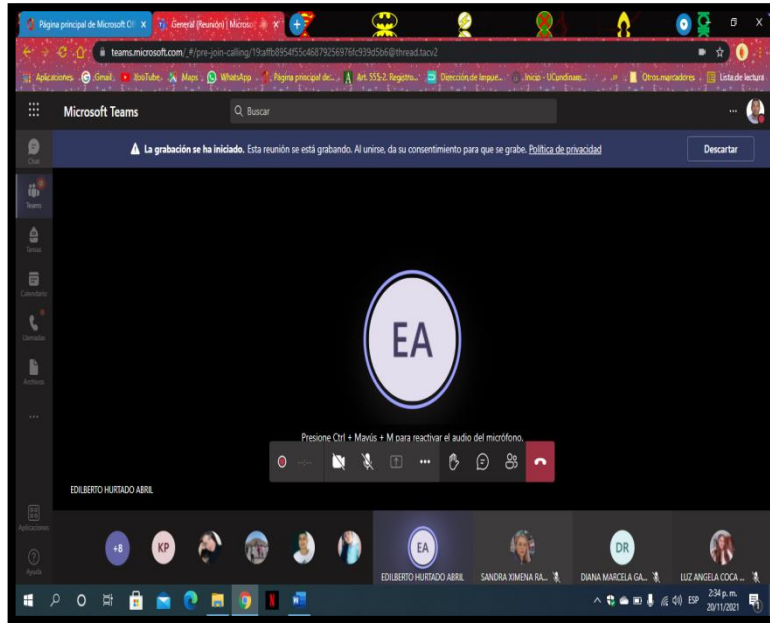 Página principal de Microsoft Of
General (Reunión) | Microso
teams.microsoft.com/_#/pre-join-calling/19:affb8954f55c46879256976fc939d5b6@thread.tacv2
Aplicaciones
Gmail
YouTube
Maps
WhatsApp
Página principal de...
Art. 555-2. Registro...
Dirección de lengue...
Inicio - UCundinam...
Otros marcadores
Lista de lectura
Microsoft Teams
Buscar
La grabación se ha iniciado. Esta reunión se está grabando. Al unirse, da su consentimiento para que se grabe. Política de privacidad
Descartar
Chat
Teams
Tareas
Calendario
Llamadas
Archivos
EA
Presione Ctrl + Mayús + M para reactivar el audio del micrófono.
--:--
EDILBERTO HURTADO ABRIL
Aplicaciones
Ayuda
+8
KP
EA
EDILBERTO HURTADO ABRIL
SANDRA XIMENA RA...
DR
DIANA MARCELA GA...
LUZ ANGELA COCA ...
ESP
2:34 p. m.
20/11/2021